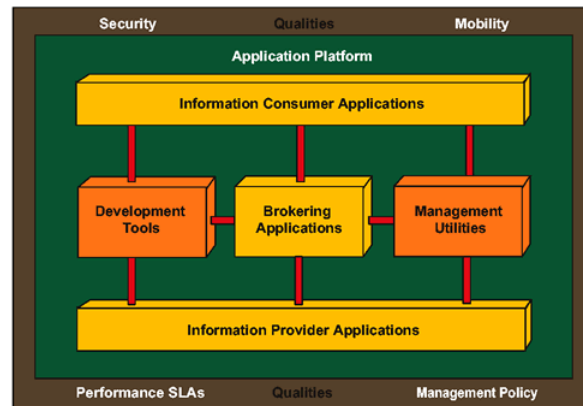 Security Qualities Mobility
Application Platform
Information Consumer Applications
Development Brokering Management
Tools Applications Utilities
Information Provider Applications
Performance SLAs Qualities Management Policy